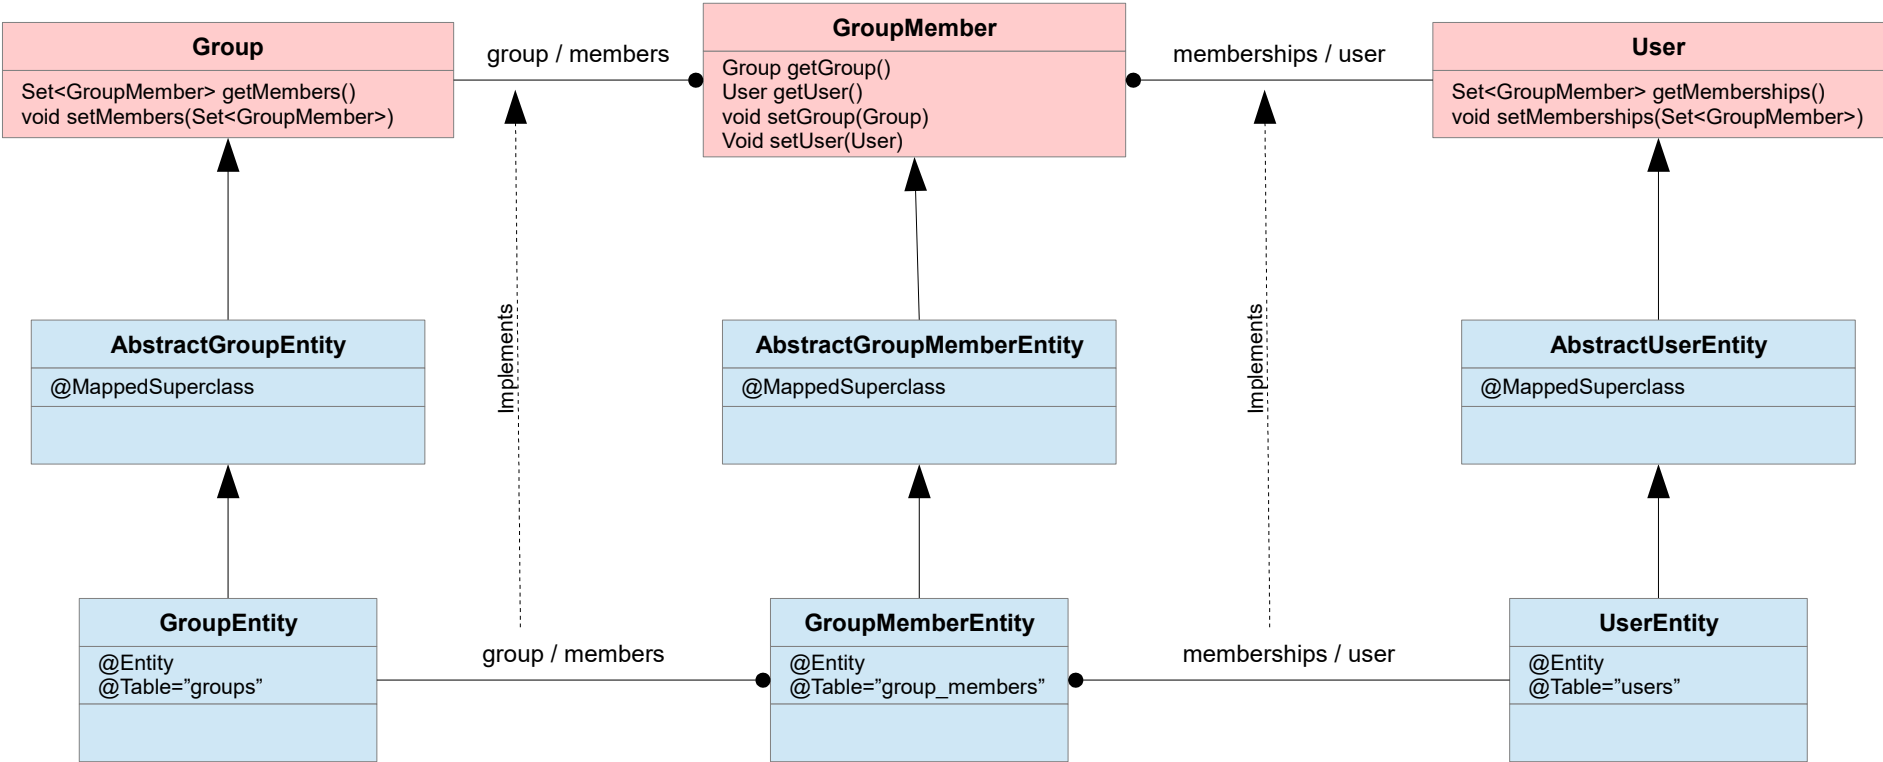 Group
Set<GroupMember> getMembers()
void setMembers(Set<GroupMember>)
group / members
GroupMember
Group getGroup()
User getUser()
void setGroup(Group)
Void setUser(User)
memberships / user
User
Set<GroupMember> getMemberships()
void setMemberships(Set<GroupMember>)
Implements
Implements
AbstractGroupEntity
@MappedSuperclass
AbstractGroupMemberEntity
@MappedSuperclass
AbstractUserEntity
@MappedSuperclass
GroupEntity
@Entity
@Table=”groups”
group / members
GroupMemberEntity
@Entity
@Table=”group_members”
memberships / user
UserEntity
@Entity
@Table=”users”